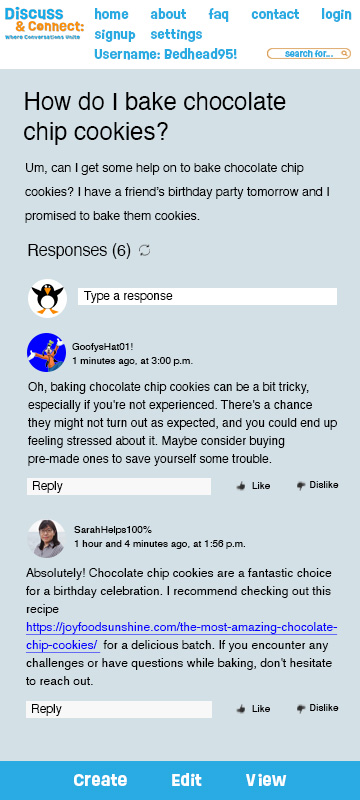 Discuss
& Connect:
Where Conversations Unite
home about faq contact login
signup settings
Username: Bedhead95!
search for...
How do I bake chocolate
chip cookies?
Um, can I get some help on to bake chocolate chip
cookies? I have a friend's birthday party tomorrow and I
promised to bake them cookies.
Responses (6)
Type a response
GoofysHat01!
1 minutes ago, at 3:00 p.m.
Oh, baking chocolate chip cookies can be a bit tricky,
especially if you're not experienced. There's a chance
they might not turn out as expected, and you could end up
feeling stressed about it. Maybe consider buying
pre-made ones to save yourself some trouble.
Reply Like Dislike
SarahHelps100%
1 hour and 4 minutes ago, at 1:56 p.m.
Absolutely! Chocolate chip cookies are a fantastic choice
for a birthday celebration. I recommend checking out this
recipe
https://joyfoodsunshine.com/the-most-amazing-chocolate-
chip-cookies/ for a delicious batch. If you encounter any
challenges or have questions while baking, don't hesitate
to reach out.
Reply Like Dislike
Create Edit View